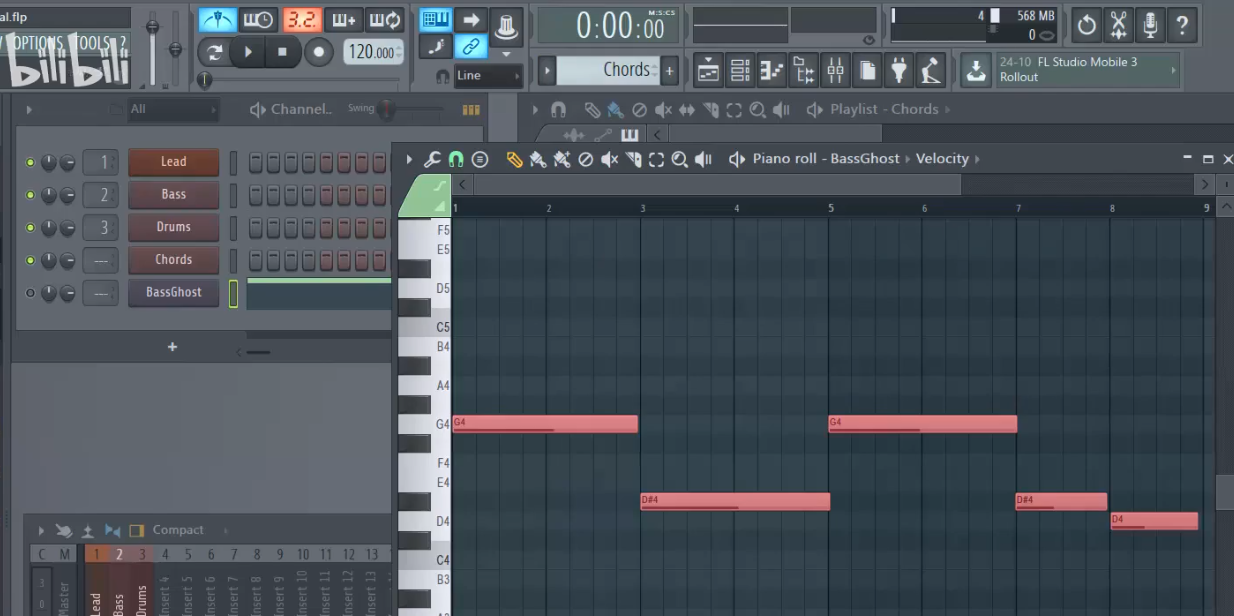 al.flp
OPTIONS TOOLS ?
bilibili
3.2.
120.000
Line
0:00:00
M:S:CS
Chords
4
568 MB
0
24-10 FL Studio Mobile 3
Rollout
All
Channel..
Swing
Playlist - Chords
Piano roll - BassGhost
Velocity
1 2 3 4 5 6 7 8 9
1 Lead
2 Bass
3 Drums
--- Chords
--- BassGhost
+
F5
E5
D5
C5
B4
A4
G4
F4
E4
D4
C4
B3
G4
G4
D#4
D#4
D4
Compact
C M 1 2 3 4 5 6 7 8 9 10 11 12 13
Master
Lead
Bass
Drums
Insert 4
Insert 5
Insert 6
Insert 7
Insert 8
Insert 9
Insert 10
Insert 11
Insert 12
Insert 13